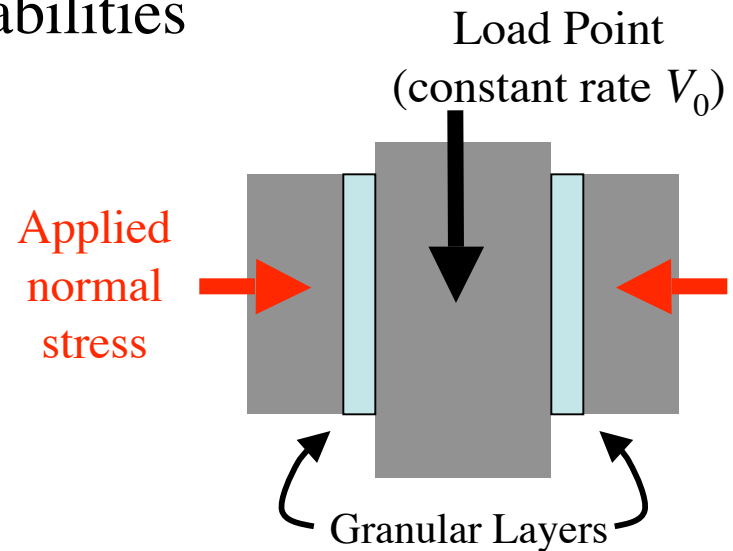 abilities
Load Point
(constant rate V₀)
Applied
normal
stress
Granular Layers